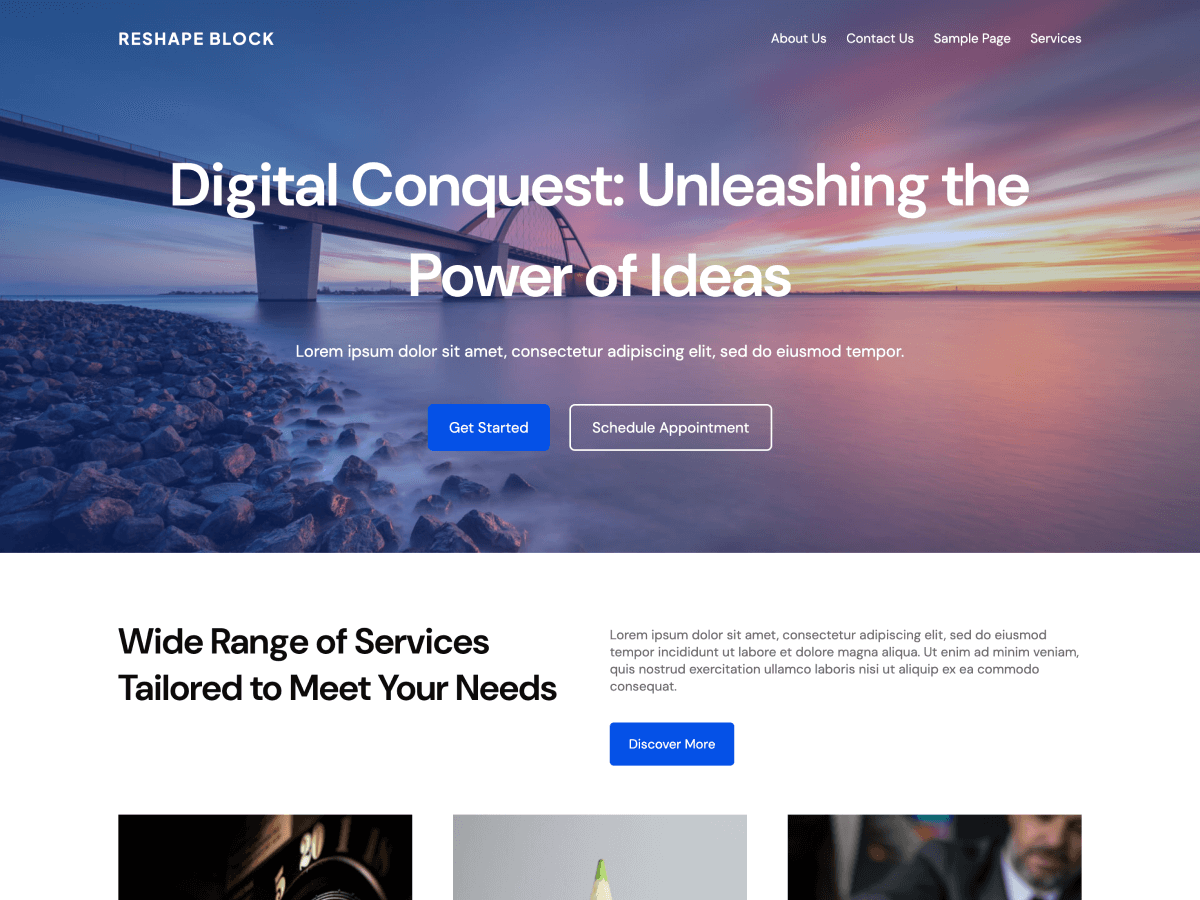 RESHAPE BLOCK
About Us
Contact Us
Sample Page
Services
Digital Conquest: Unleashing the
Power of Ideas
Lorem ipsum dolor sit amet, consectetur adipiscing elit, sed do eiusmod tempor.
Get Started
Schedule Appointment
Wide Range of Services
Tailored to Meet Your Needs
Lorem ipsum dolor sit amet, consectetur adipiscing elit, sed do eiusmod
tempor incididunt ut labore et dolore magna aliqua. Ut enim ad minim veniam,
quis nostrud exercitation ullamco laboris nisi ut aliquip ex ea commodo
consequat.
Discover More